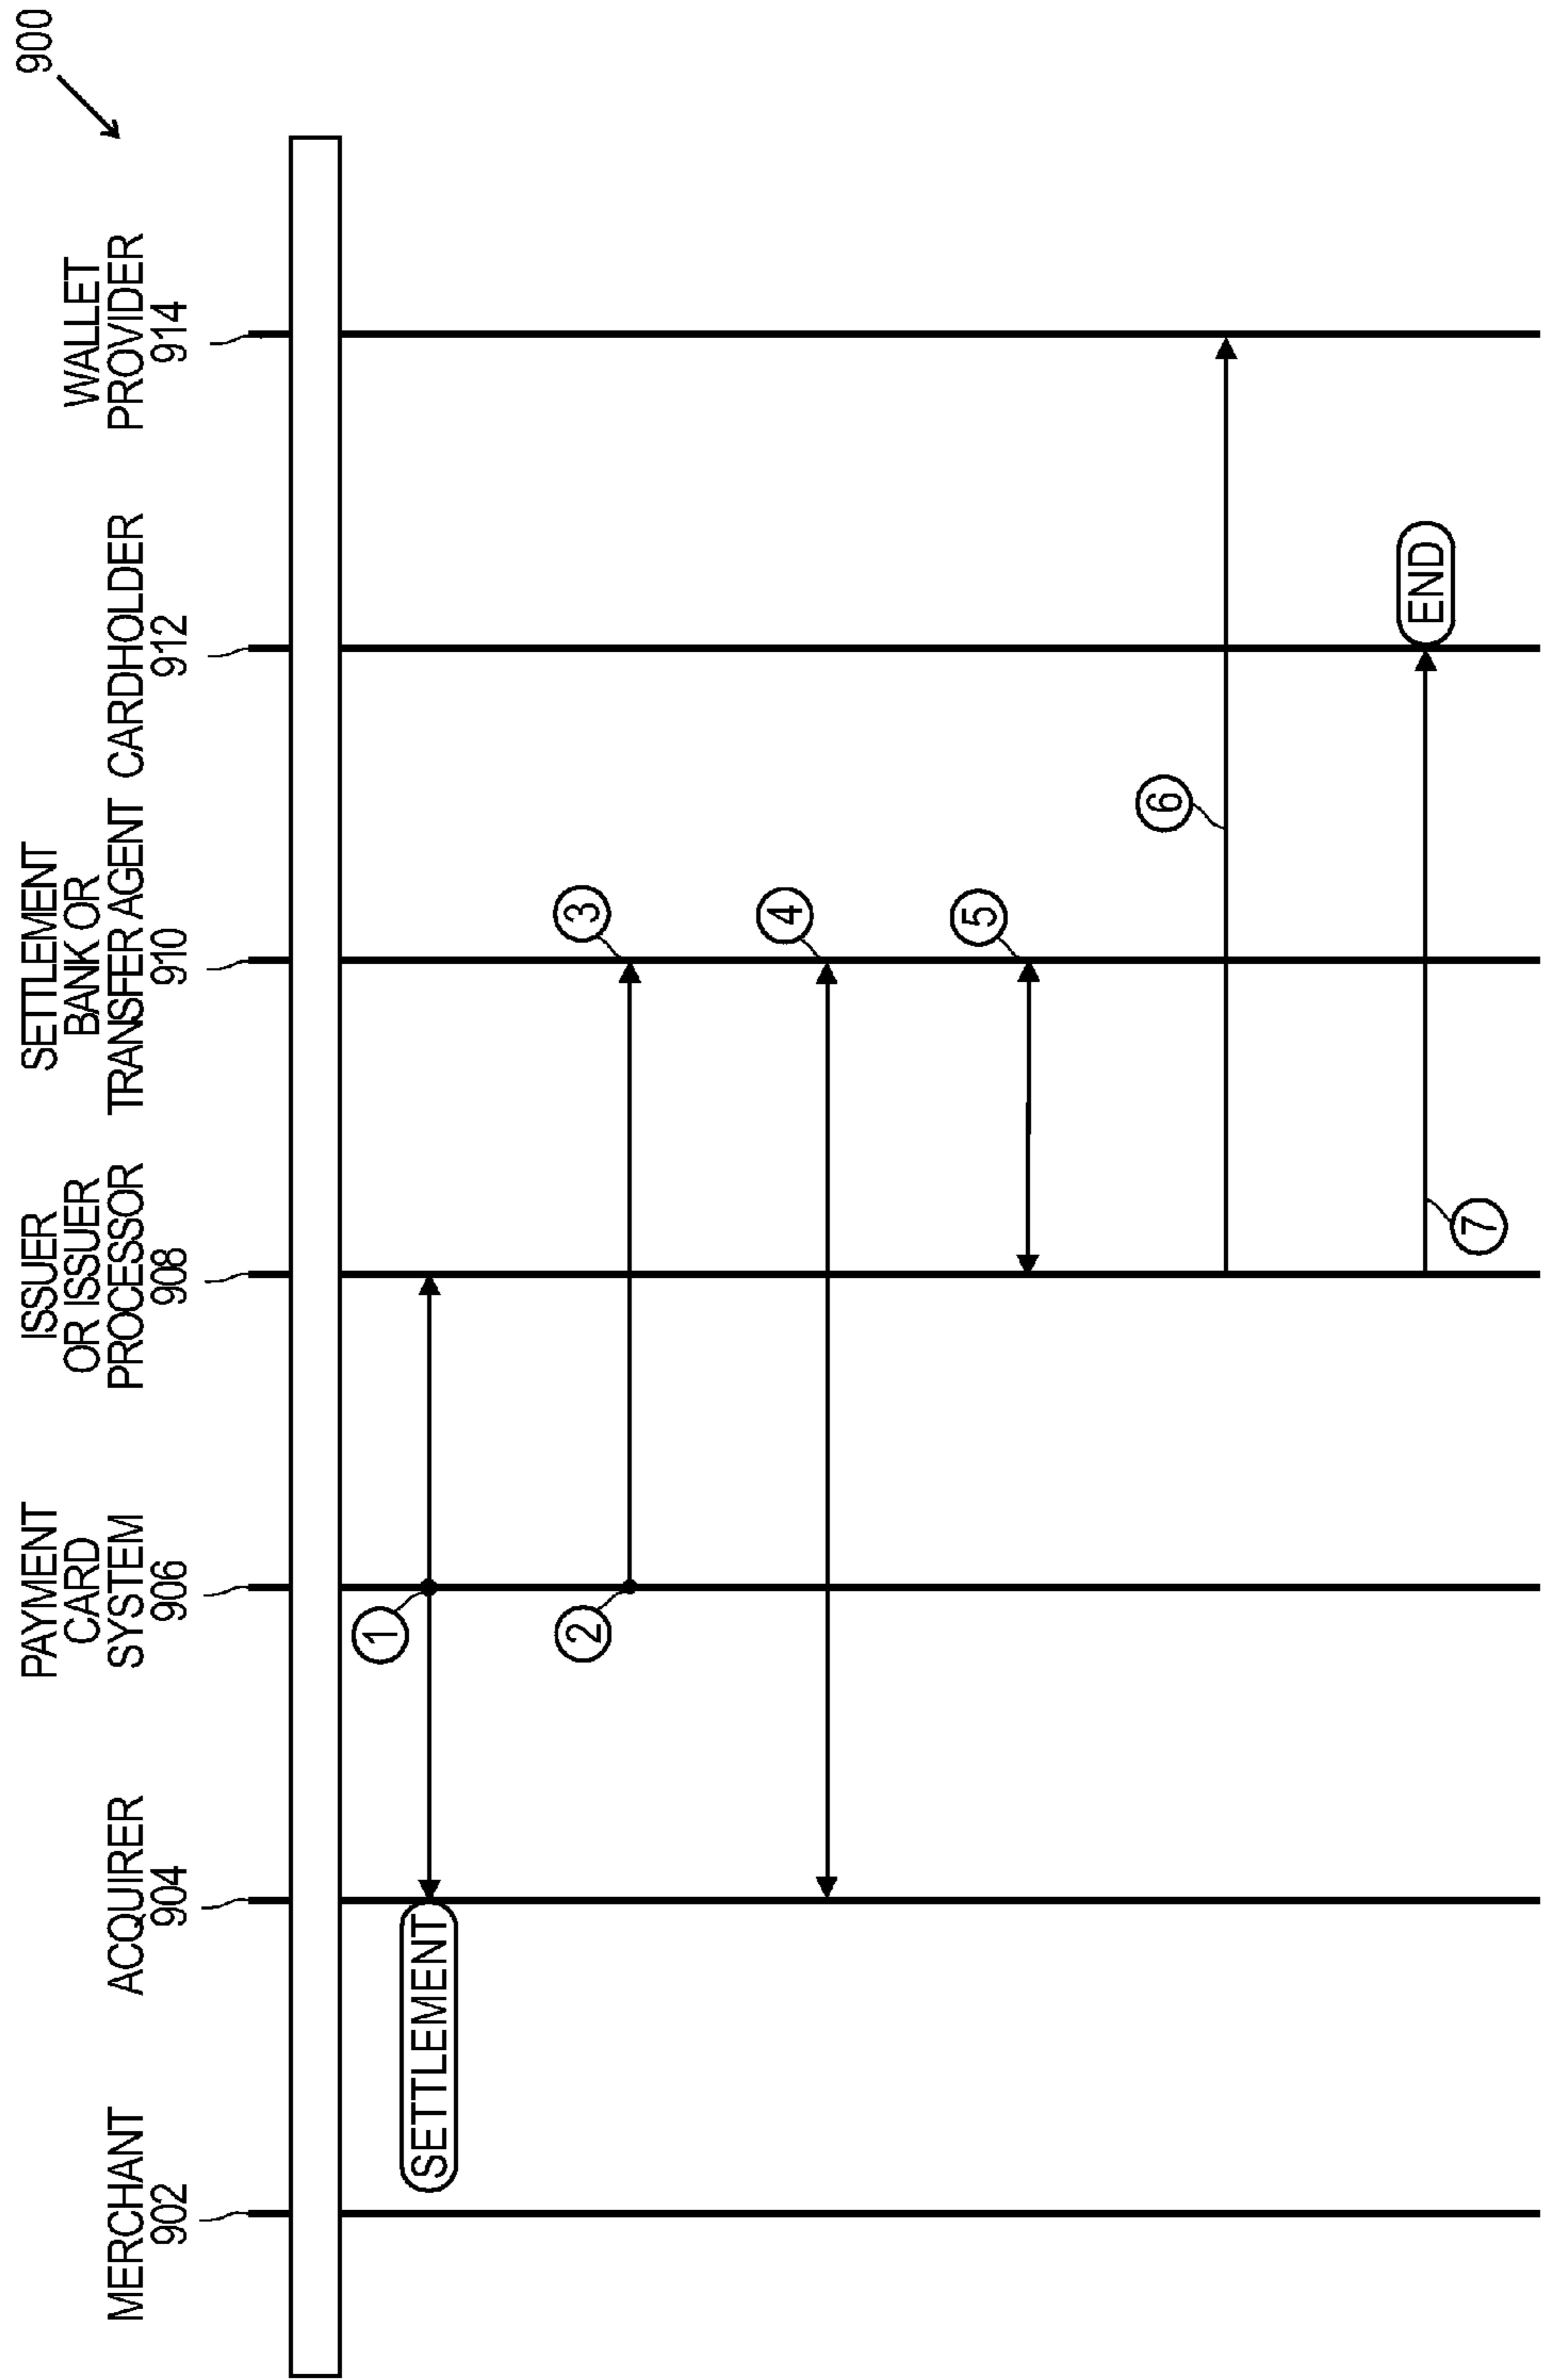 900
MERCHANT
902
ACQUIRER
904
PAYMENT
CARD
SYSTEM
906
ISSUER
OR ISSUER
PROCESSOR
908
SETTLEMENT
BANK OR
TRANSFER AGENT
910
CARDHOLDER
912
WALLET
PROVIDER
914
SETTLEMENT
1
2
3
4
5
6
7
END